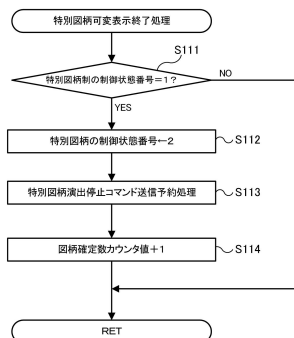 特別図柄可変表示終了処理
S111
特別図柄制の制御状態番号＝1？
NO
YES
特別図柄の制御状態番号←2
S112
特別図柄演出停止コマンド送信予約処理
S113
図柄確定数カウンタ値＋1
S114
RET